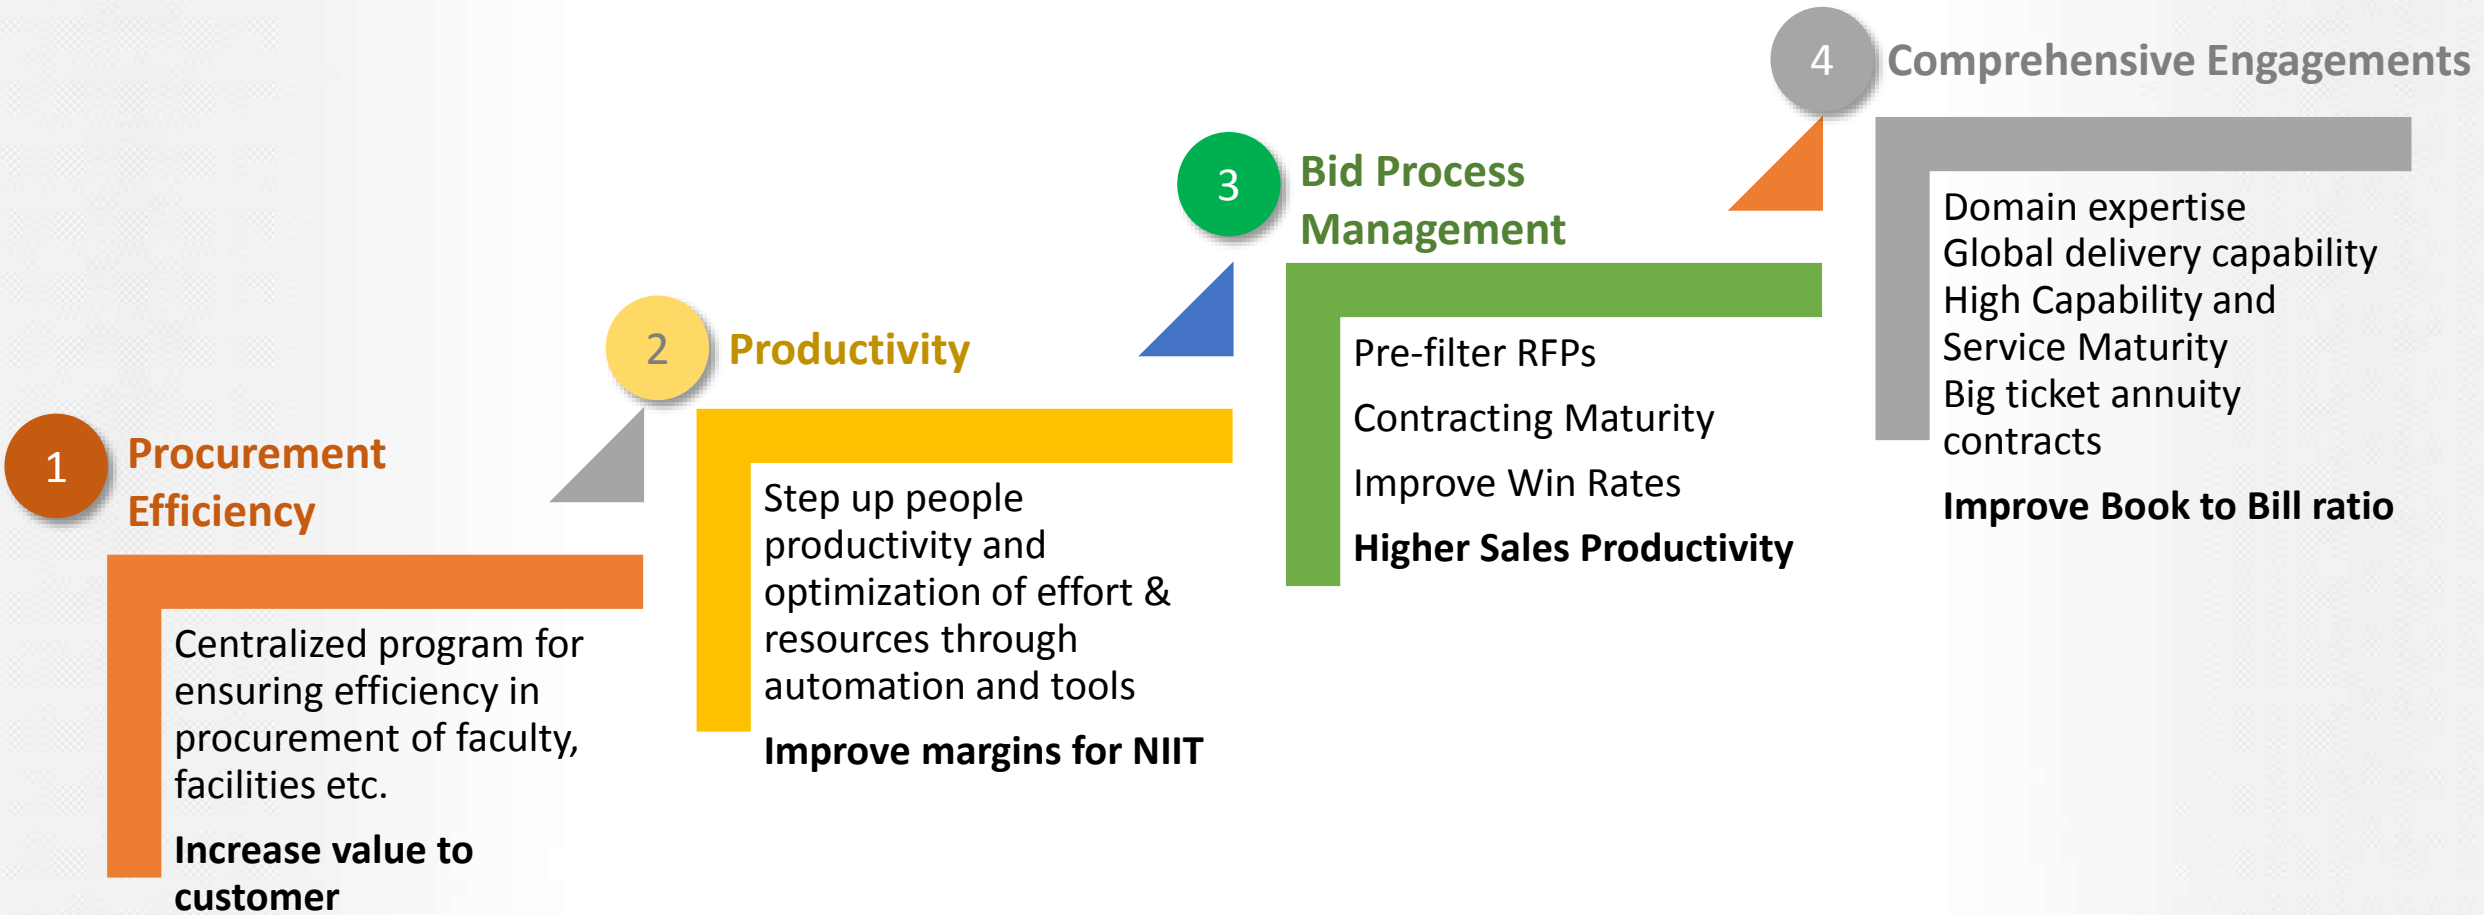 1
Procurement
Efficiency
Centralized program for
ensuring efficiency in
procurement of faculty,
facilities etc.
Increase value to
customer
2
Productivity
Step up people
productivity and
optimization of effort &
resources through
automation and tools
Improve margins for NIIT
3
Bid Process
Management
Pre-filter RFPs
Contracting Maturity
Improve Win Rates
Higher Sales Productivity
4
Comprehensive Engagements
Domain expertise
Global delivery capability
High Capability and
Service Maturity
Big ticket annuity
contracts
Improve Book to Bill ratio